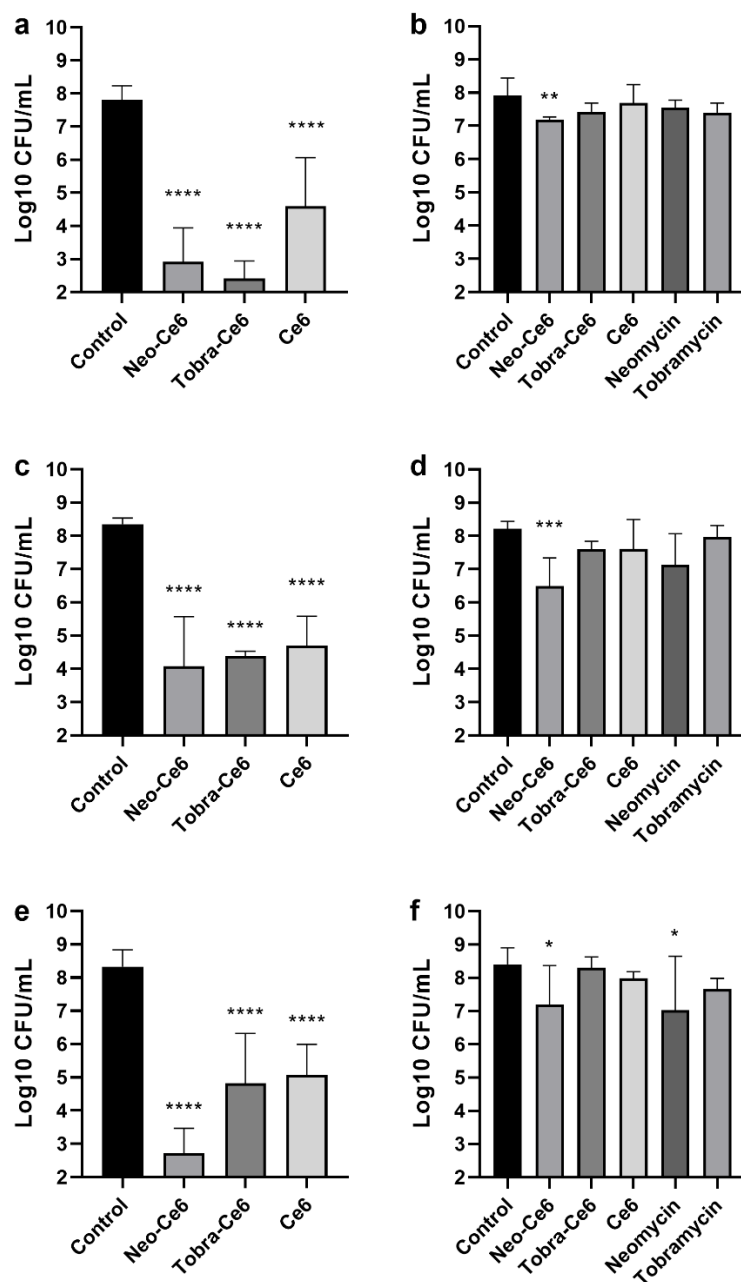 a
Log10 CFU/mL
10
9
8
7
6
5
4
3
2
****
****
****
Control
Neo-Ce6
Tobra-Ce6
Ce6
b
Log10 CFU/mL
10
9
8
7
6
5
4
3
2
**
Control
Neo-Ce6
Tobra-Ce6
Ce6
Neomycin
Tobramycin
c
Log10 CFU/mL
10
9
8
7
6
5
4
3
2
****
****
****
Control
Neo-Ce6
Tobra-Ce6
Ce6
d
Log10 CFU/mL
10
9
8
7
6
5
4
3
2
***
Control
Neo-Ce6
Tobra-Ce6
Ce6
Neomycin
Tobramycin
e
Log10 CFU/mL
10
9
8
7
6
5
4
3
2
****
****
****
Control
Neo-Ce6
Tobra-Ce6
Ce6
f
Log10 CFU/mL
10
9
8
7
6
5
4
3
2
*
*
Control
Neo-Ce6
Tobra-Ce6
Ce6
Neomycin
Tobramycin